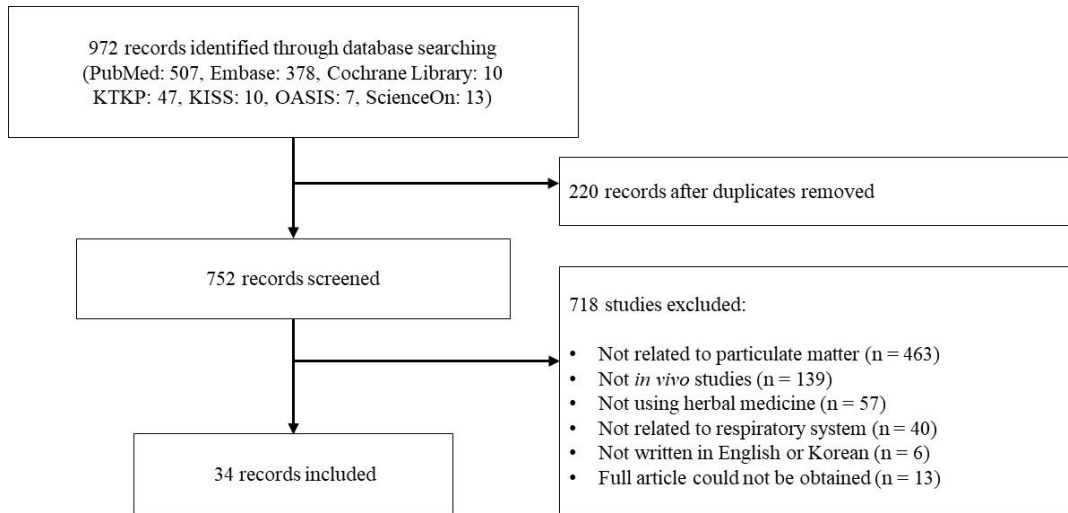 972 records identified through database searching
(PubMed: 507, Embase: 378, Cochrane Library: 10
KTKP: 47, KISS: 10, OASIS: 7, ScienceOn: 13)
220 records after duplicates removed
752 records screened
718 studies excluded:
• Not related to particulate matter (n = 463)
• Not in vivo studies (n = 139)
• Not using herbal medicine (n = 57)
• Not related to respiratory system (n = 40)
• Not written in English or Korean (n = 6)
• Full article could not be obtained (n = 13)
34 records included